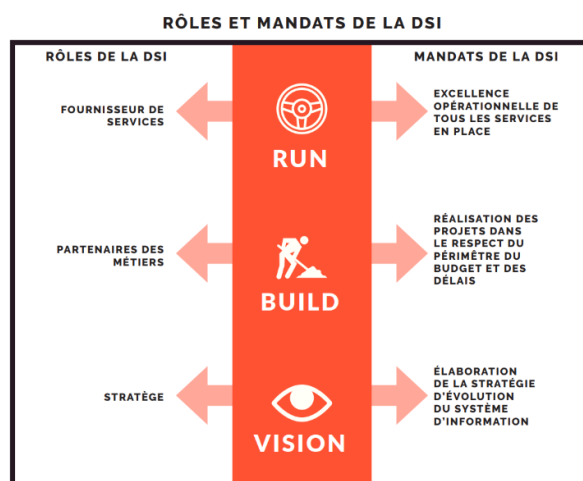 RÔLES ET MANDATS DE LA DSI
RÔLES DE LA DSI
MANDATS DE LA DSI
FOURNISSEUR DE
SERVICES
RUN
EXCELLENCE
OPÉRATIONNELLE DE
TOUS LES SERVICES
EN PLACE
PARTENAIRES DES
MÉTIERS
BUILD
RÉALISATION DES
PROJETS DANS
LE RESPECT DU
PÉRIMÊTRE DU
BUDGET ET DES
DÉLAIS
STRATÈGE
VISION
ÉLABORATION
DE LA STRATÉGIE
D'ÉVOLUTION
DU SYSTÈME
D'INFORMATION